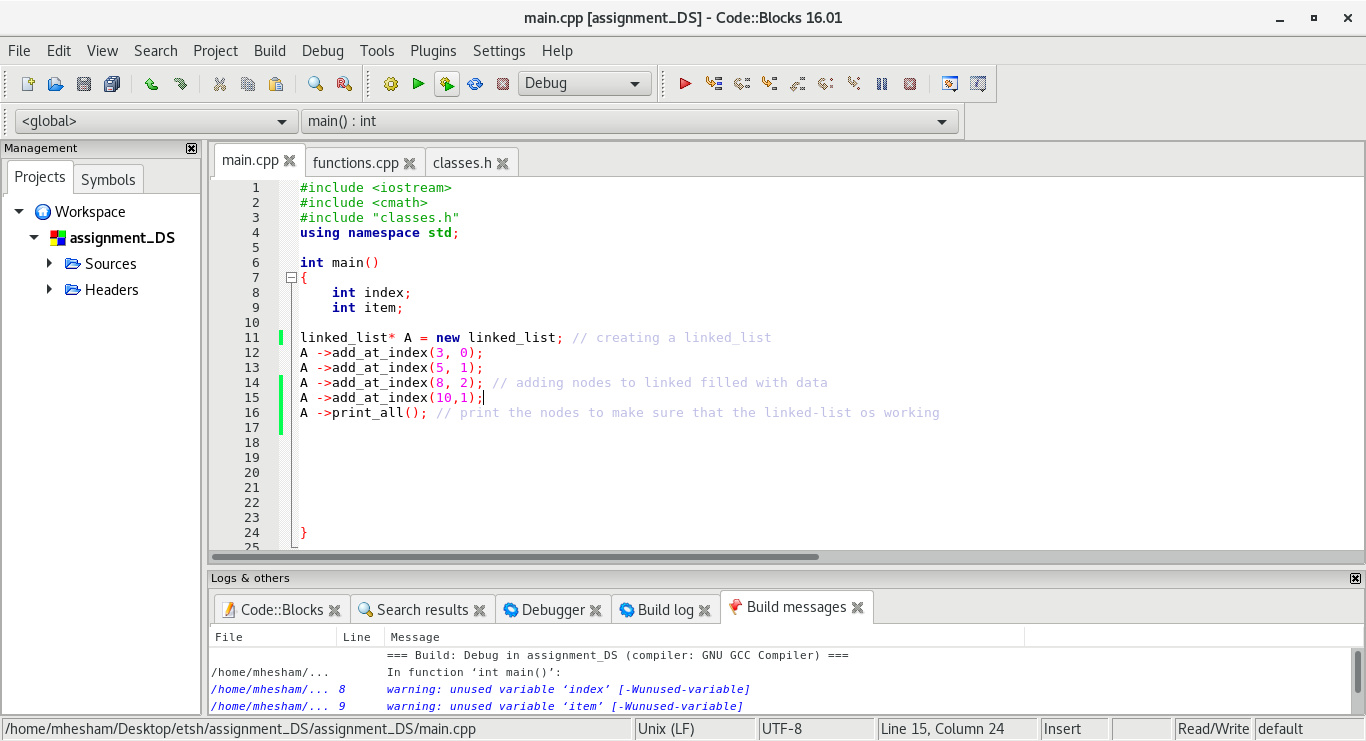 main.cpp [assignment_DS] - Code::Blocks 16.01
File Edit View Search Project Build Debug Tools Plugins Settings Help
Debug
<global> main() : int
Management
Projects Symbols
Workspace
assignment_DS
Sources
Headers
main.cpp functions.cpp classes.h
1 #include <iostream>
2 #include <cmath>
3 #include "classes.h"
4 using namespace std;
5
6 int main()
7 {
8 int index;
9 int item;
10
11 linked_list* A = new linked_list; // creating a linked_list
12 A ->add_at_index(3, 0);
13 A ->add_at_index(5, 1);
14 A ->add_at_index(8, 2); // adding nodes to linked filled with data
15 A ->add_at_index(10,1);
16 A ->print_all(); // print the nodes to make sure that the linked-list os working
17
18
19
20
21
22
23
24 }
25
Logs & others
Code::Blocks Search results Debugger Build log Build messages
File Line Message
=== Build: Debug in assignment_DS (compiler: GNU GCC Compiler) ===
/home/mhesham/... In function ‘int main()’:
/home/mhesham/... 8 warning: unused variable ‘index’ [-Wunused-variable]
/home/mhesham/... 9 warning: unused variable ‘item’ [-Wunused-variable]
/home/mhesham/Desktop/etsh/assignment_DS/assignment_DS/main.cpp Unix (LF) UTF-8 Line 15, Column 24 Insert Read/Write default